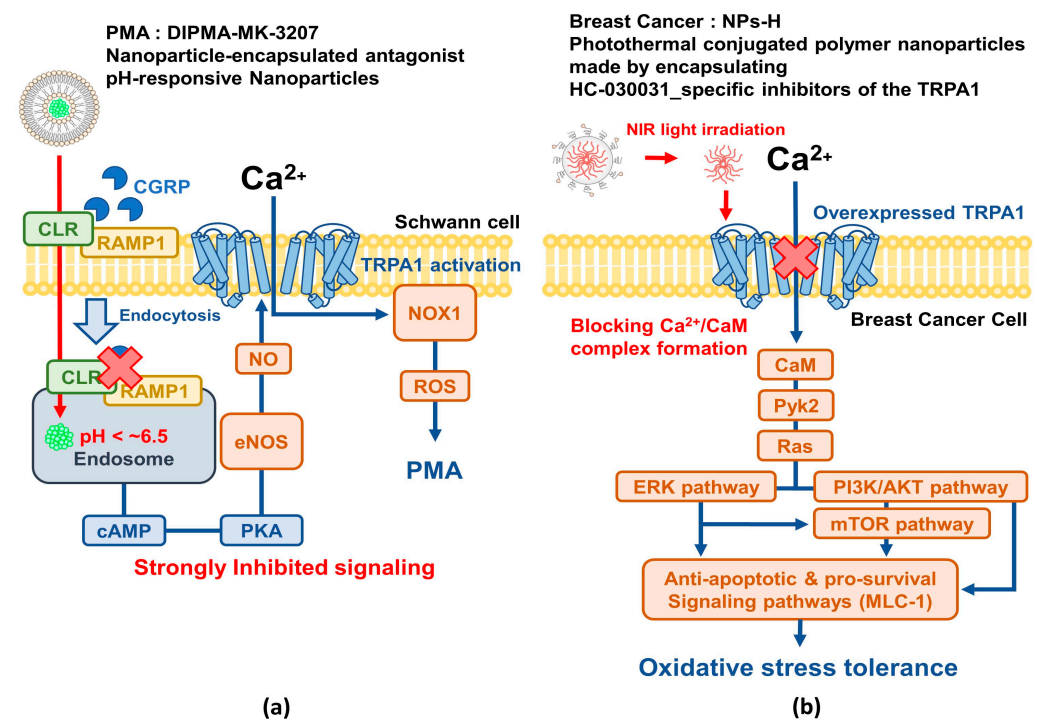 PMA : DIPMA-MK-3207
Nanoparticle-encapsulated antagonist
pH-responsive Nanoparticles
CGRP
Ca2+
CLR
RAMP1
Schwann cell
TRPA1 activation
Endocytosis
NOX1
NO
CLR
RAMP1
ROS
eNOS
pH < ~6.5
Endosome
PMA
cAMP
PKA
Strongly Inhibited signaling
(a)
Breast Cancer : NPs-H
Photothermal conjugated polymer nanoparticles
made by encapsulating
HC-030031_specific inhibitors of the TRPA1
NIR light irradiation
Ca2+
Overexpressed TRPA1
Breast Cancer Cell
Blocking Ca2+/CaM
complex formation
CaM
Pyk2
Ras
ERK pathway
PI3K/AKT pathway
mTOR pathway
Anti-apoptotic & pro-survival
Signaling pathways (MLC-1)
Oxidative stress tolerance
(b)